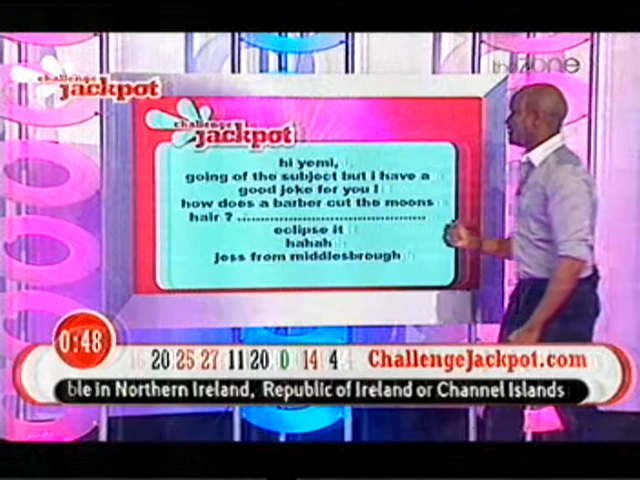 the zone
challenge
jackpot
challenge
jackpot
hi yemi,
going of the subject but i have a
good joke for you !
how does a barber cut the moons
hair ? ..........................................
eclipse it
hahah
jess from middlesbrough
0:48
16 20 25 27 11 20 0 14 4
ChallengeJackpot.com
ble in Northern Ireland, Republic of Ireland or Channel Islands